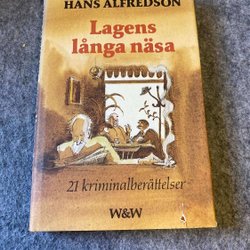 HANS ALFREDSON
Lagens
långa näsa
21 kriminalberättelser
W&W